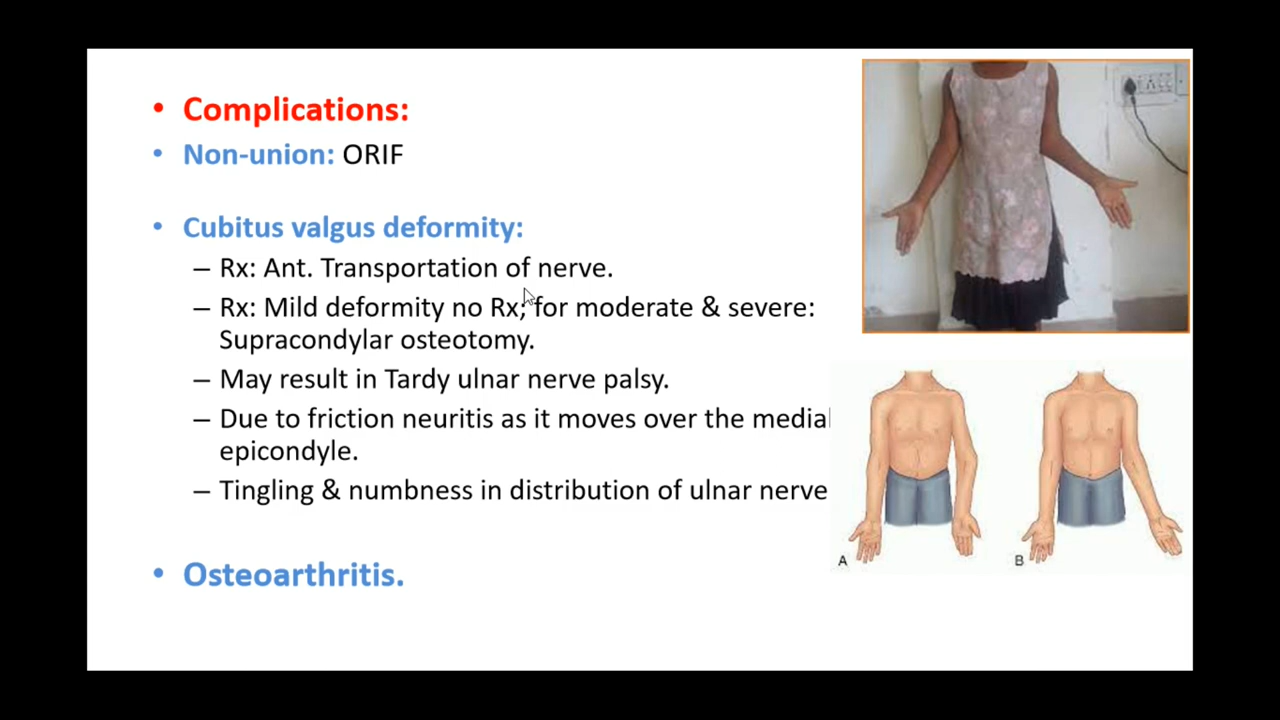 • Complications:
• Non-union: ORIF
• Cubitus valgus deformity:
– Rx: Ant. Transportation of nerve.
– Rx: Mild deformity no Rx; for moderate & severe:
Supracondylar osteotomy.
– May result in Tardy ulnar nerve palsy.
– Due to friction neuritis as it moves over the medial
epicondyle.
– Tingling & numbness in distribution of ulnar nerve
• Osteoarthritis.
A
B